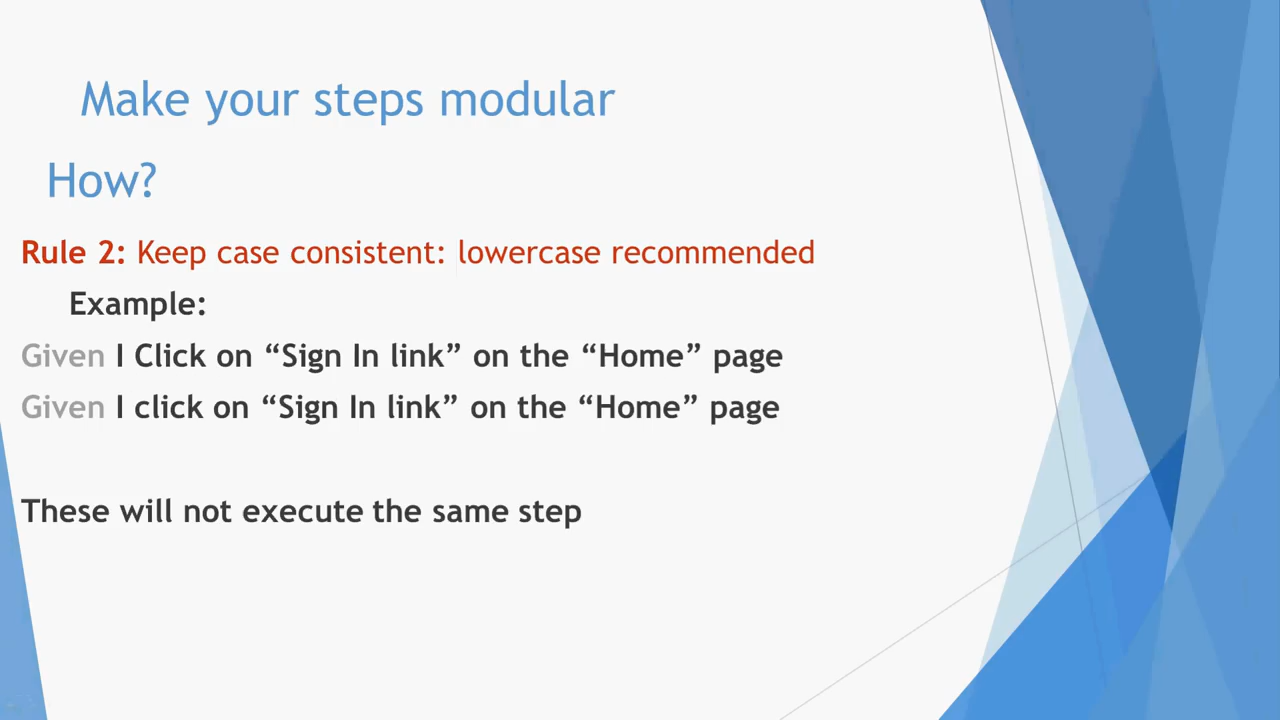 Make your steps modular
How?
Rule 2: Keep case consistent: lowercase recommended
Example:
Given I Click on “Sign In link” on the “Home” page
Given I click on “Sign In link” on the “Home” page
These will not execute the same step